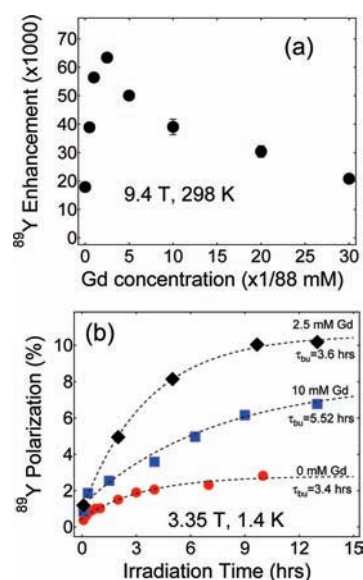 (a)
⁸⁹Y Enhancement (x1000)
70
60
50
40
30
20
10
0
9.4 T, 298 K
0 5 10 15 20 25 30
Gd concentration (x1/88 mM)
(b)
⁸⁹Y Polarization (%)
10
8
6
4
2
0
2.5 mM Gd
τbu=3.6 hrs
10 mM Gd
τbu=5.52 hrs
0 mM Gd
τbu=3.4 hrs
3.35 T, 1.4 K
0 3 6 9 12 15
Irradiation Time (hrs)